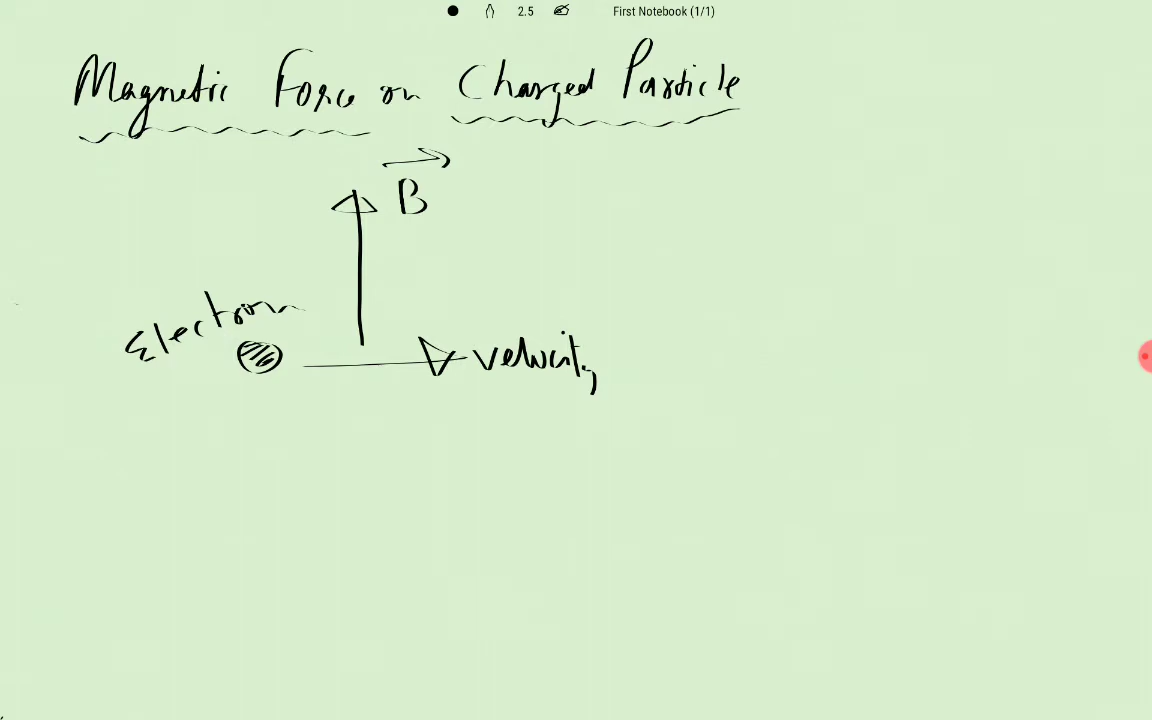 2.5 First Notebook (1/1)
Magnetic Force on Charged Particle
B
Electron
velocity